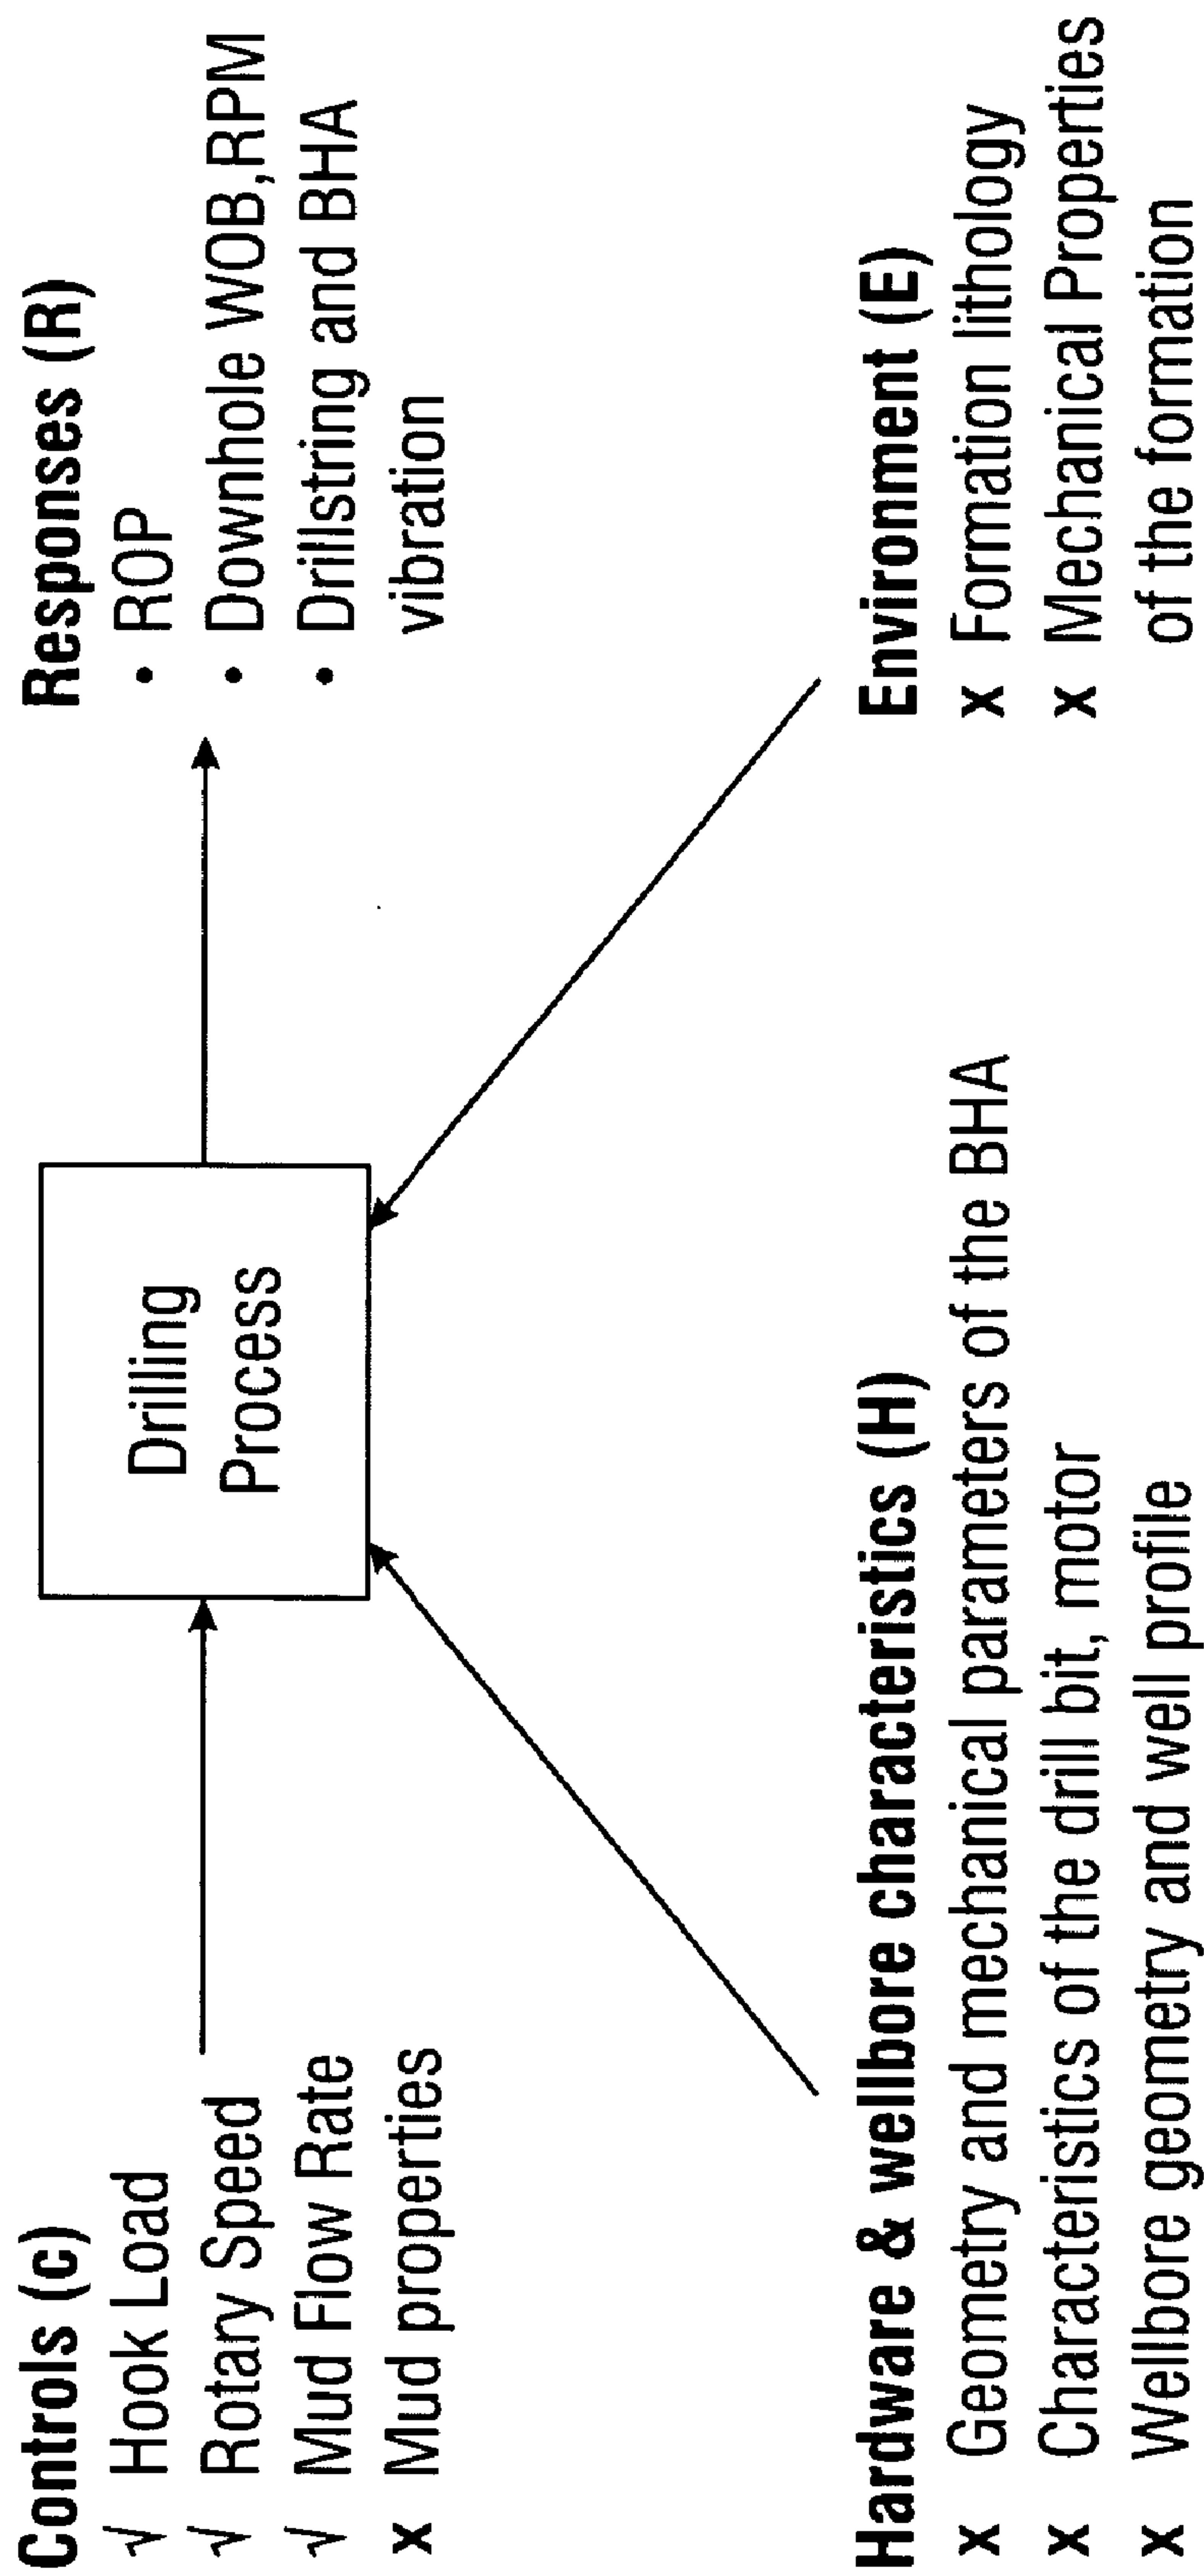 Controls (c)
√ Hook Load
√ Rotary Speed
√ Mud Flow Rate
x Mud properties
Drilling
Process
Responses (R)
• ROP
• Downhole WOB,RPM
• Drillstring and BHA
vibration
Hardware & wellbore characteristics (H)
x Geometry and mechanical parameters of the BHA
x Characteristics of the drill bit, motor
x Wellbore geometry and well profile
Environment (E)
x Formation lithology
x Mechanical Properties
of the formation